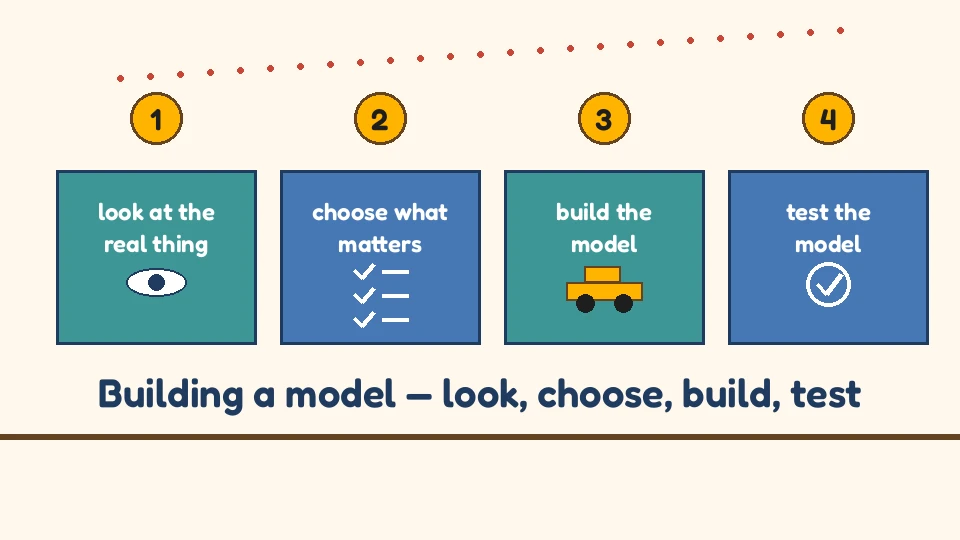 1
2
3
4
look at the
real thing
choose what
matters
build the
model
test the
model
Building a model — look, choose, build, test